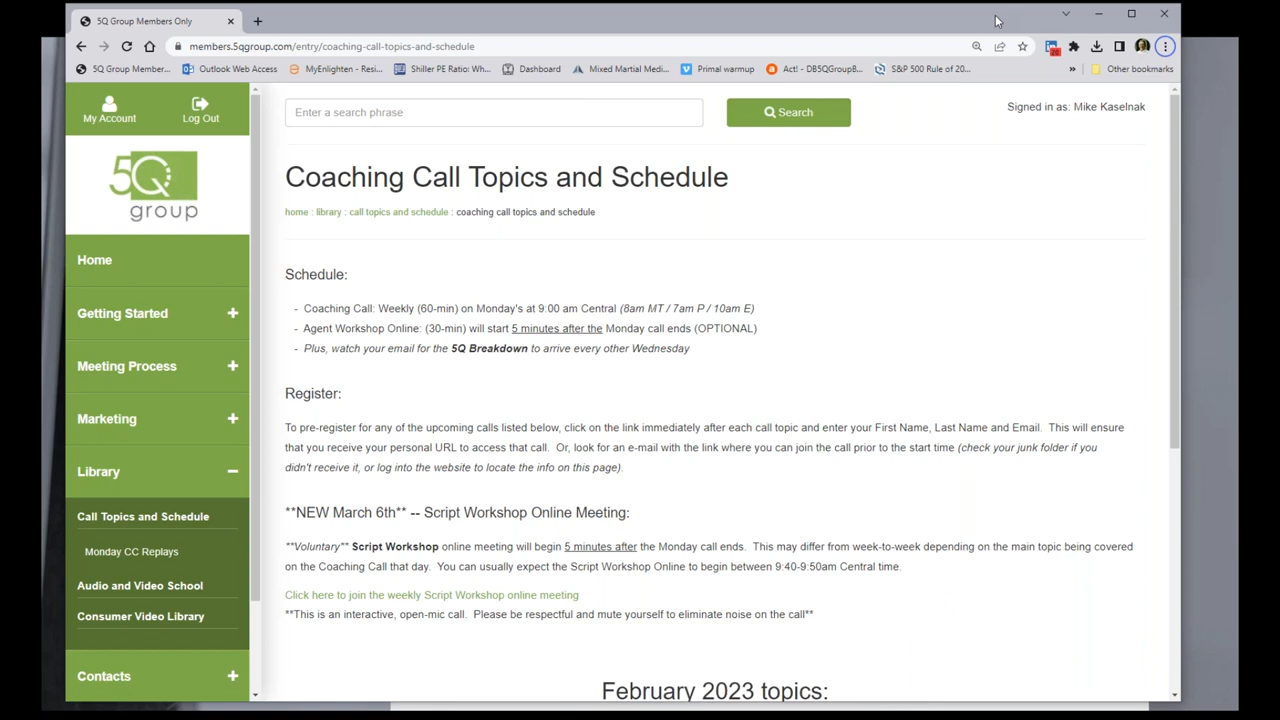 5Q Group Members Only
members.5qgroup.com/entry/coaching-call-topics-and-schedule
5Q Group Member...
Outlook Web Access
MyEnlighten - Resi...
Shiller PE Ratio by...
Dashboard
Mixed Martial Medi...
Primal warmup
Act! - DB5QGroupB...
S&P 500 Rule of 20...
»
Other bookmarks
My Account
Log Out
Enter a search phrase
Search
Signed in as: Mike Kaselnak
5Q
group
Coaching Call Topics and Schedule
home : library : call topics and schedule : coaching call topics and schedule
Home
Getting Started
Meeting Process
Marketing
Library
Call Topics and Schedule
Monday CC Replays
Audio and Video School
Consumer Video Library
Contacts
Schedule:
- Coaching Call: Weekly (60-min) on Monday's at 9:00 am Central (8am MT / 7am P / 10am E)
- Agent Workshop Online: (30-min) will start 5 minutes after the Monday call ends (OPTIONAL)
- Plus, watch your email for the 5Q Breakdown to arrive every other Wednesday
Register:
To pre-register for any of the upcoming calls listed below, click on the link immediately after each call topic and enter your First Name, Last Name and Email. This will ensure
that you receive your personal URL to access that call. Or, look for an e-mail with the link where you can join the call prior to the start time (check your junk folder if you
didn't receive it, or log into the website to locate the info on this page).
**NEW March 6th** -- Script Workshop Online Meeting:
**Voluntary** Script Workshop online meeting will begin 5 minutes after the Monday call ends. This may differ from week-to-week depending on the main topic being covered
on the Coaching Call that day. You can usually expect the Script Workshop Online to begin between 9:40-9:50am Central time.
Click here to join the weekly Script Workshop online meeting
**This is an interactive, open-mic call. Please be respectful and mute yourself to eliminate noise on the call**
February 2023 topics: